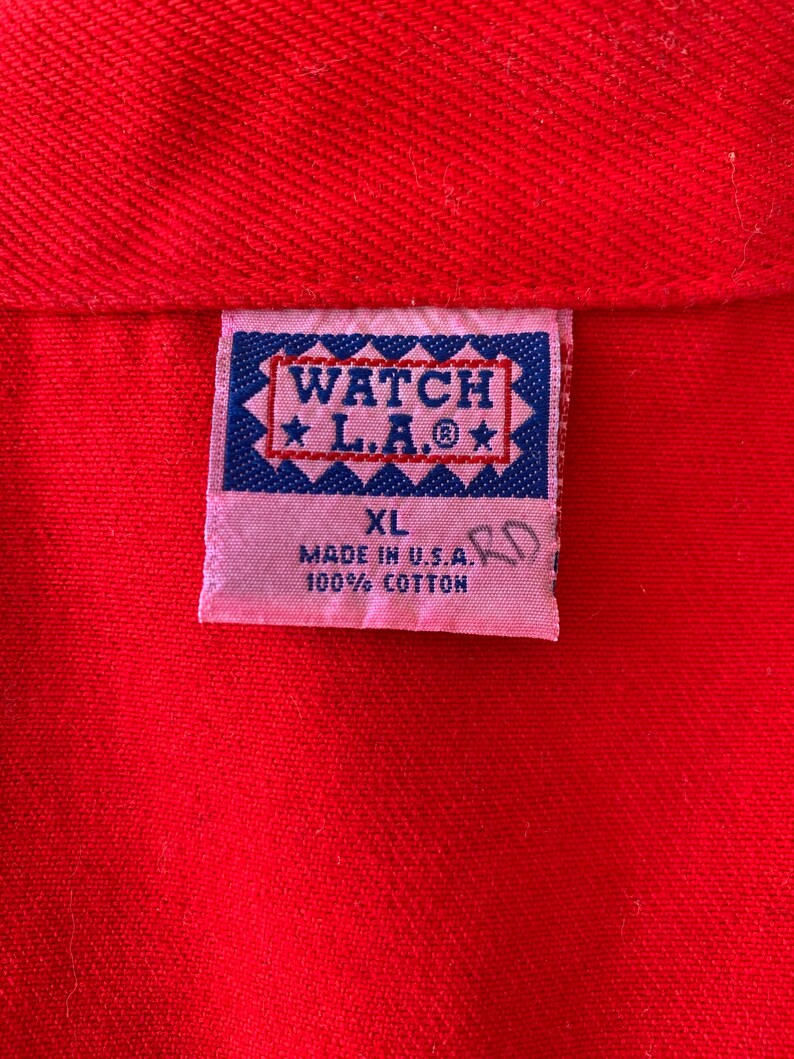 WATCH
★ L.A.® ★
XL
MADE IN U.S.A. RD
100% COTTON